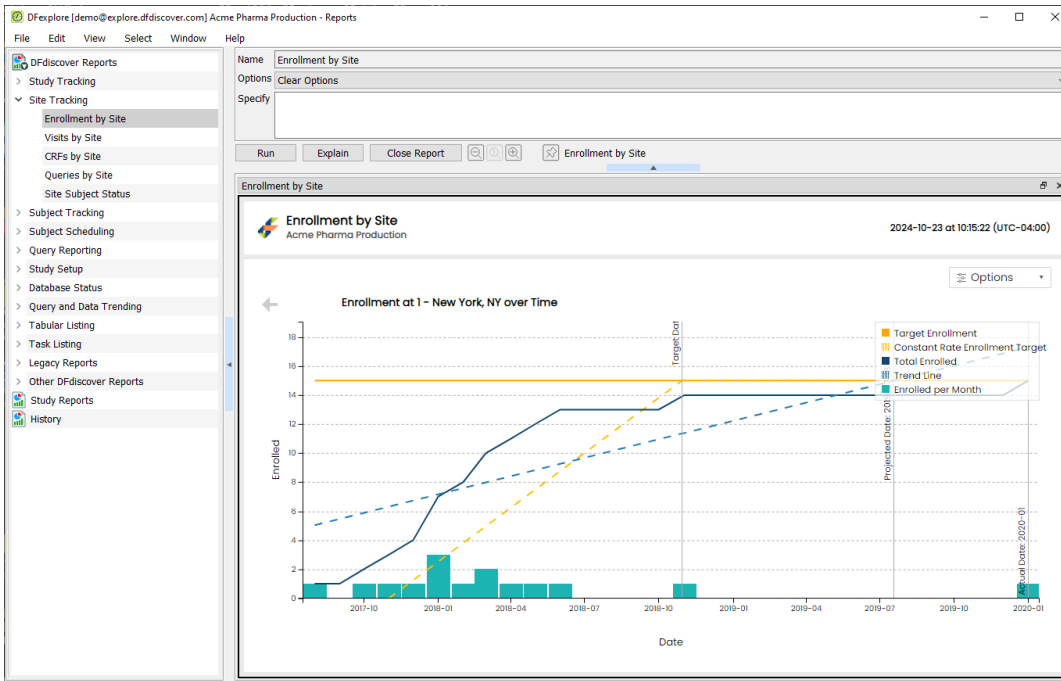 DFexplore [demo@explore.dfdiscover.com] Acme Pharma Production - Reports
File Edit View Select Window Help
DFdiscover Reports
Study Tracking
Site Tracking
Enrollment by Site
Visits by Site
CRFs by Site
Queries by Site
Site Subject Status
Subject Tracking
Subject Scheduling
Query Reporting
Study Setup
Database Status
Query and Data Trending
Tabular Listing
Task Listing
Legacy Reports
Other DFdiscover Reports
Study Reports
History
Name Enrollment by Site
Options Clear Options
Specify
Run Explain Close Report Enrollment by Site
Enrollment by Site
Enrollment by Site
Acme Pharma Production
2024-10-23 at 10:15:22 (UTC-04:00)
Options
Enrollment at 1 - New York, NY over Time
Target Enrollment
Constant Rate Enrollment Target
Total Enrolled
Trend Line
Enrolled per Month
Target Dat
Projected Date: 201
Actual Date: 2020-01
Enrolled
18
16
14
12
10
8
6
4
2
0
2017-10 2018-01 2018-04 2018-07 2018-10 2019-01 2019-04 2019-07 2019-10 2020-01
Date